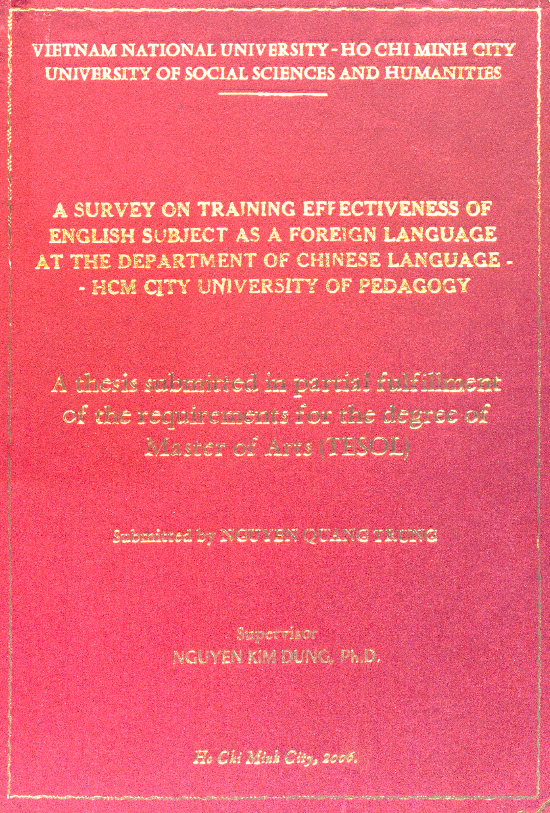 VIETNAM NATIONAL UNIVERSITY - HO CHI MINH CITY
UNIVERSITY OF SOCIAL SCIENCES AND HUMANITIES
A SURVEY ON TRAINING EFFECTIVENESS OF
ENGLISH SUBJECT AS A FOREIGN LANGUAGE
AT THE DEPARTMENT OF CHINESE LANGUAGE -
- HCM CITY UNIVERSITY OF PEDAGOGY
A thesis submitted in partial fulfillment
of the requirements for the degree of
Master of Arts (TESOL)
Submitted by NGUYEN QUANG TRUNG
Supervisor
NGUYEN KIM DUNG, Ph.D.
Ho Chi Minh City, 2006.